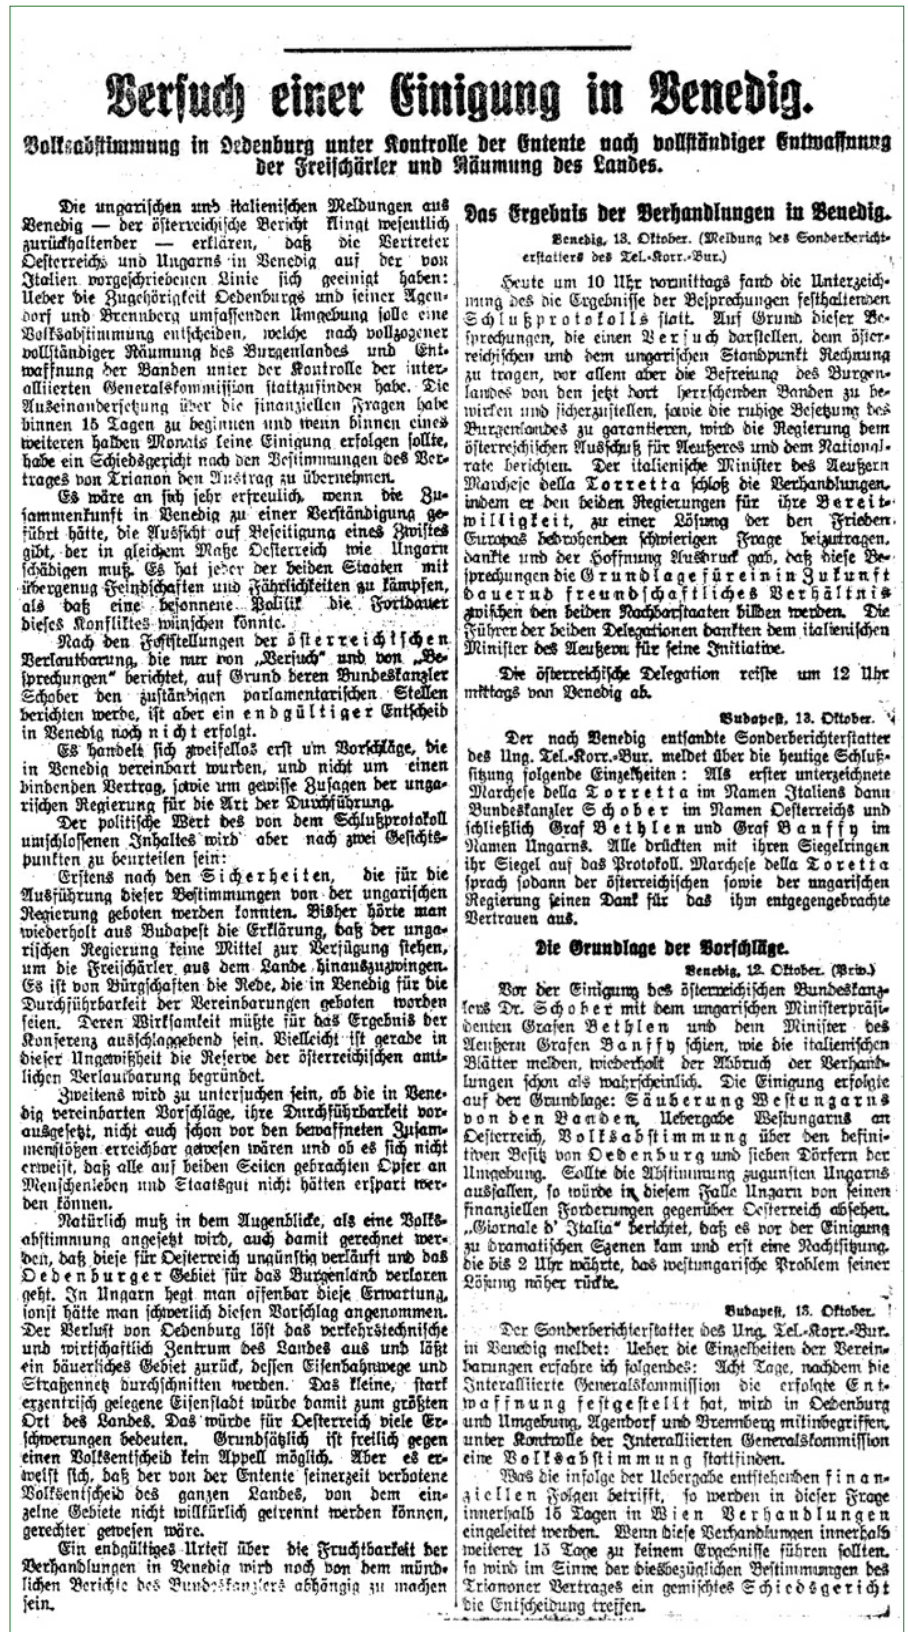 Versuch einer Einigung in Venedig.
Volksabstimmung in Oedenburg unter Kontrolle der Entente nach vollständiger Entwaffnung
der Freischärler und Räumung des Landes.
Die ungarischen und italienischen Meldungen aus
Venedig — der österreichische Bericht klingt wesentlich
zurückhaltender — erklären, daß die Vertreter
Oesterreichs und Ungarns in Venedig auf der von
Italien vorgeschriebenen Linie sich geeinigt haben:
Ueber die Zugehörigkeit Oedenburgs und seiner Agen-
dorf und Brennberg umfassenden Umgebung solle eine
Volksabstimmung entscheiden, welche nach vollzogener
vollständiger Räumung des Burgenlandes und Ent-
waffnung der Banden unter der Kontrolle der inter-
alliierten Generalskommission stattzufinden habe. Die
Auseinandersetzung über die finanziellen Fragen habe
binnen 15 Tagen zu beginnen und wenn binnen eines
weiteren halben Monats keine Einigung erfolgen sollte,
habe ein Schiedsgericht nach den Bestimmungen des Ver-
trages von Trianon den Austrag zu übernehmen.
Es wäre an sich sehr erfreulich, wenn die Zu-
sammenkunft in Venedig zu einer Verständigung ge-
führt hätte, die Aussicht auf Beseitigung eines Zwistes
gibt, der in gleichem Maße Oesterreich wie Ungarn
schädigen muß. Es hat jeder der beiden Staaten mit
übergenug Feindschaften und Fährlichkeiten zu kämpfen,
als daß eine besonnene Politik die Fortdauer
dieses Konfliktes wünschen könnte.
Nach den Feststellungen der österreichischen
Verlautbarung, die nur von „Versuch“ und von „Be-
sprechungen“ berichtet, auf Grund deren Bundeskanzler
Schober den zuständigen parlamentarischen Stellen
berichten werde, ist aber ein endgültiger Entscheid
in Venedig noch nicht erfolgt.
Es handelt sich zweifellos erst um Vorschläge, die
in Venedig vereinbart wurden, und nicht um einen
bindenden Vertrag, sowie um gewisse Zusagen der unga-
rischen Regierung für die Art der Durchführung.
Der politische Wert des von dem Schlußprotokoll
umschlossenen Inhaltes wird aber nach zwei Gesichts-
punkten zu beurteilen sein:
Erstens nach den Sicherheiten, die für die
Ausführung dieser Bestimmungen von der ungarischen
Regierung geboten werden konnten. Bisher hörte man
wiederholt aus Budapest die Erklärung, daß der unga-
rischen Regierung keine Mittel zur Verfügung stehen,
um die Freischärler aus dem Lande hinauszuzwingen.
Es ist von Bürgschaften die Rede, die in Venedig für die
Durchführbarkeit der Vereinbarungen geboten worden
seien. Deren Wirksamkeit müßte für das Ergebnis der
Konferenz ausschlaggebend sein. Vielleicht ist gerade in
dieser Ungewißheit die Reserve der österreichischen amt-
lichen Verlautbarung begründet.
Zweitens wird zu untersuchen sein, ob die in Vene-
dig vereinbarten Vorschläge, ihre Durchführbarkeit vor-
ausgesetzt, nicht auch schon vor den bewaffneten Zusam-
menstößen erreichbar gewesen wären und ob es sich nicht
erweist, daß alle auf beiden Seiten gebrachten Opfer an
Menschenleben und Staatsgut nicht hätten erspart wer-
den können.
Natürlich muß in dem Augenblicke, als eine Volks-
abstimmung angesetzt wird, auch damit gerechnet wer-
den, daß diese für Oesterreich ungünstig verläuft und das
Oedenburger Gebiet für das Burgenland verloren
geht. In Ungarn hegt man offenbar diese Erwartung,
sonst hätte man schwerlich diesen Vorschlag angenommen.
Der Verlust von Oedenburg löst das verkehrstechnische
und wirtschaftlich Zentrum des Landes aus und läßt
ein bäuerliches Gebiet zurück, dessen Eisenbahnwege und
Straßennetz durchschnitten werden. Das kleine, stark
exzentrisch gelegene Eisenstadt würde damit zum größten
Ort des Landes. Das würde für Oesterreich viele Er-
schwerungen bedeuten. Grundsätzlich ist freilich gegen
einen Volksentscheid kein Appell möglich. Aber es er-
weist sich, daß der von der Entente seinerzeit verbotene
Volksentscheid des ganzen Landes, von dem ein-
zelne Gebiete nicht willkürlich getrennt werden können,
gerechter gewesen wäre.
Ein endgültiges Urteil über die Fruchtbarkeit der
Verhandlungen in Venedig wird noch von dem münd-
lichen Berichte des Bundeskanzlers abhängig zu machen
sein.
Das Ergebnis der Verhandlungen in Venedig.
Venedig, 13. Oktober. (Meldung des Sonderbericht-
erstatters des Tel.-Korr.-Bur.)
Heute um 10 Uhr vormittags fand die Unterzeich-
nung des die Ergebnisse der Besprechungen festhaltenden
Schlußprotokolls statt. Auf Grund dieser Be-
sprechungen, die einen Versuch darstellen, dem öster-
reichischen und dem ungarischen Standpunkt Rechnung
zu tragen, vor allem aber die Befreiung des Burgen-
landes von den jetzt dort herrschenden Banden zu be-
wirken und sicherzustellen, sowie die ruhige Besetzung des
Burgenlandes zu garantieren, wird die Regierung dem
österreichischen Ausschuß für Aeußeres und dem National-
rate berichten. Der italienische Minister des Aeußern
Marchese della Torretta schloß die Verhandlungen,
indem er den beiden Regierungen für ihre Bereit-
willigkeit, zu einer Lösung der den Frieden
Europas bedrohenden schwierigen Frage beizutragen,
dankte und der Hoffnung Ausdruck gab, daß diese Be-
sprechungen die Grundlage für ein in Zukunft
dauernd freundschaftliches Verhältnis
zwischen den beiden Nachbarstaaten bilden werden. Die
Führer der beiden Delegationen dankten dem italienischen
Minister des Aeußern für seine Initiative.
Die österreichische Delegation reiste um 12 Uhr
mittags von Venedig ab.
Budapest, 13. Oktober.
Der nach Venedig entsandte Sonderberichterstatter
des Ung. Tel.-Korr.-Bur. meldet über die heutige Schluß-
sitzung folgende Einzelheiten: Als erster unterzeichnete
Marchese della Torretta im Namen Italiens dann
Bundeskanzler Schober im Namen Oesterreichs und
schließlich Graf Bethlen und Graf Banffy im
Namen Ungarns. Alle drückten mit ihren Siegelringen
ihr Siegel auf das Protokoll. Marchese della Toretta
sprach sodann der österreichischen sowie der ungarischen
Regierung seinen Dank für das ihm entgegengebrachte
Vertrauen aus.
Die Grundlage der Vorschläge.
Venedig, 12. Oktober. (Priv.)
Vor der Einigung des österreichischen Bundeskanz-
lers Dr. Schober mit dem ungarischen Ministerpräsi-
denten Grafen Bethlen und dem Minister des
Aeußern Grafen Banffy schien, wie die italienischen
Blätter melden, wiederholt der Abbruch der Verhand-
lungen schon als wahrscheinlich. Die Einigung erfolgte
auf der Grundlage: Säuberung Westungarns
von den Banden, Uebergabe Westungarns an
Oesterreich, Volksabstimmung über den defini-
tiven Besitz von Oedenburg und sieben Dörfern der
Umgebung. Sollte die Abstimmung zugunsten Ungarns
ausfallen, so würde in diesem Falle Ungarn von seinen
finanziellen Forderungen gegenüber Oesterreich absehen.
„Giornale d' Italia“ berichtet, daß es vor der Einigung
zu dramatischen Szenen kam und erst eine Nachtsitzung,
die bis 2 Uhr währte, das westungarische Problem seiner
Lösung näher rückte.
Budapest, 13. Oktober.
Der Sonderberichterstatter des Ung. Tel.-Korr.-Bur.
in Venedig meldet: Ueber die Einzelheiten der Verein-
barungen erfahre ich folgendes: Acht Tage, nachdem die
Interalliierte Generalskommission die erfolgte Ent-
waffnung festgestellt hat, wird in Oedenburg
und Umgebung, Agendorf und Brennberg mitinbegriffen,
unter Kontrolle der Interalliierten Generalskommission
eine Volksabstimmung stattfinden.
Was die infolge der Uebergabe entstehenden finan-
ziellen Folgen betrifft, so werden in dieser Frage
innerhalb 15 Tagen in Wien Verhandlungen
eingeleitet werden. Wenn diese Verhandlungen innerhalb
weiterer 15 Tage zu keinem Ergebnisse führen sollten,
so wird im Sinne der diesbezüglichen Bestimmungen des
Trianoner Vertrages ein gemischtes Schiedsgericht
die Entscheidung treffen.